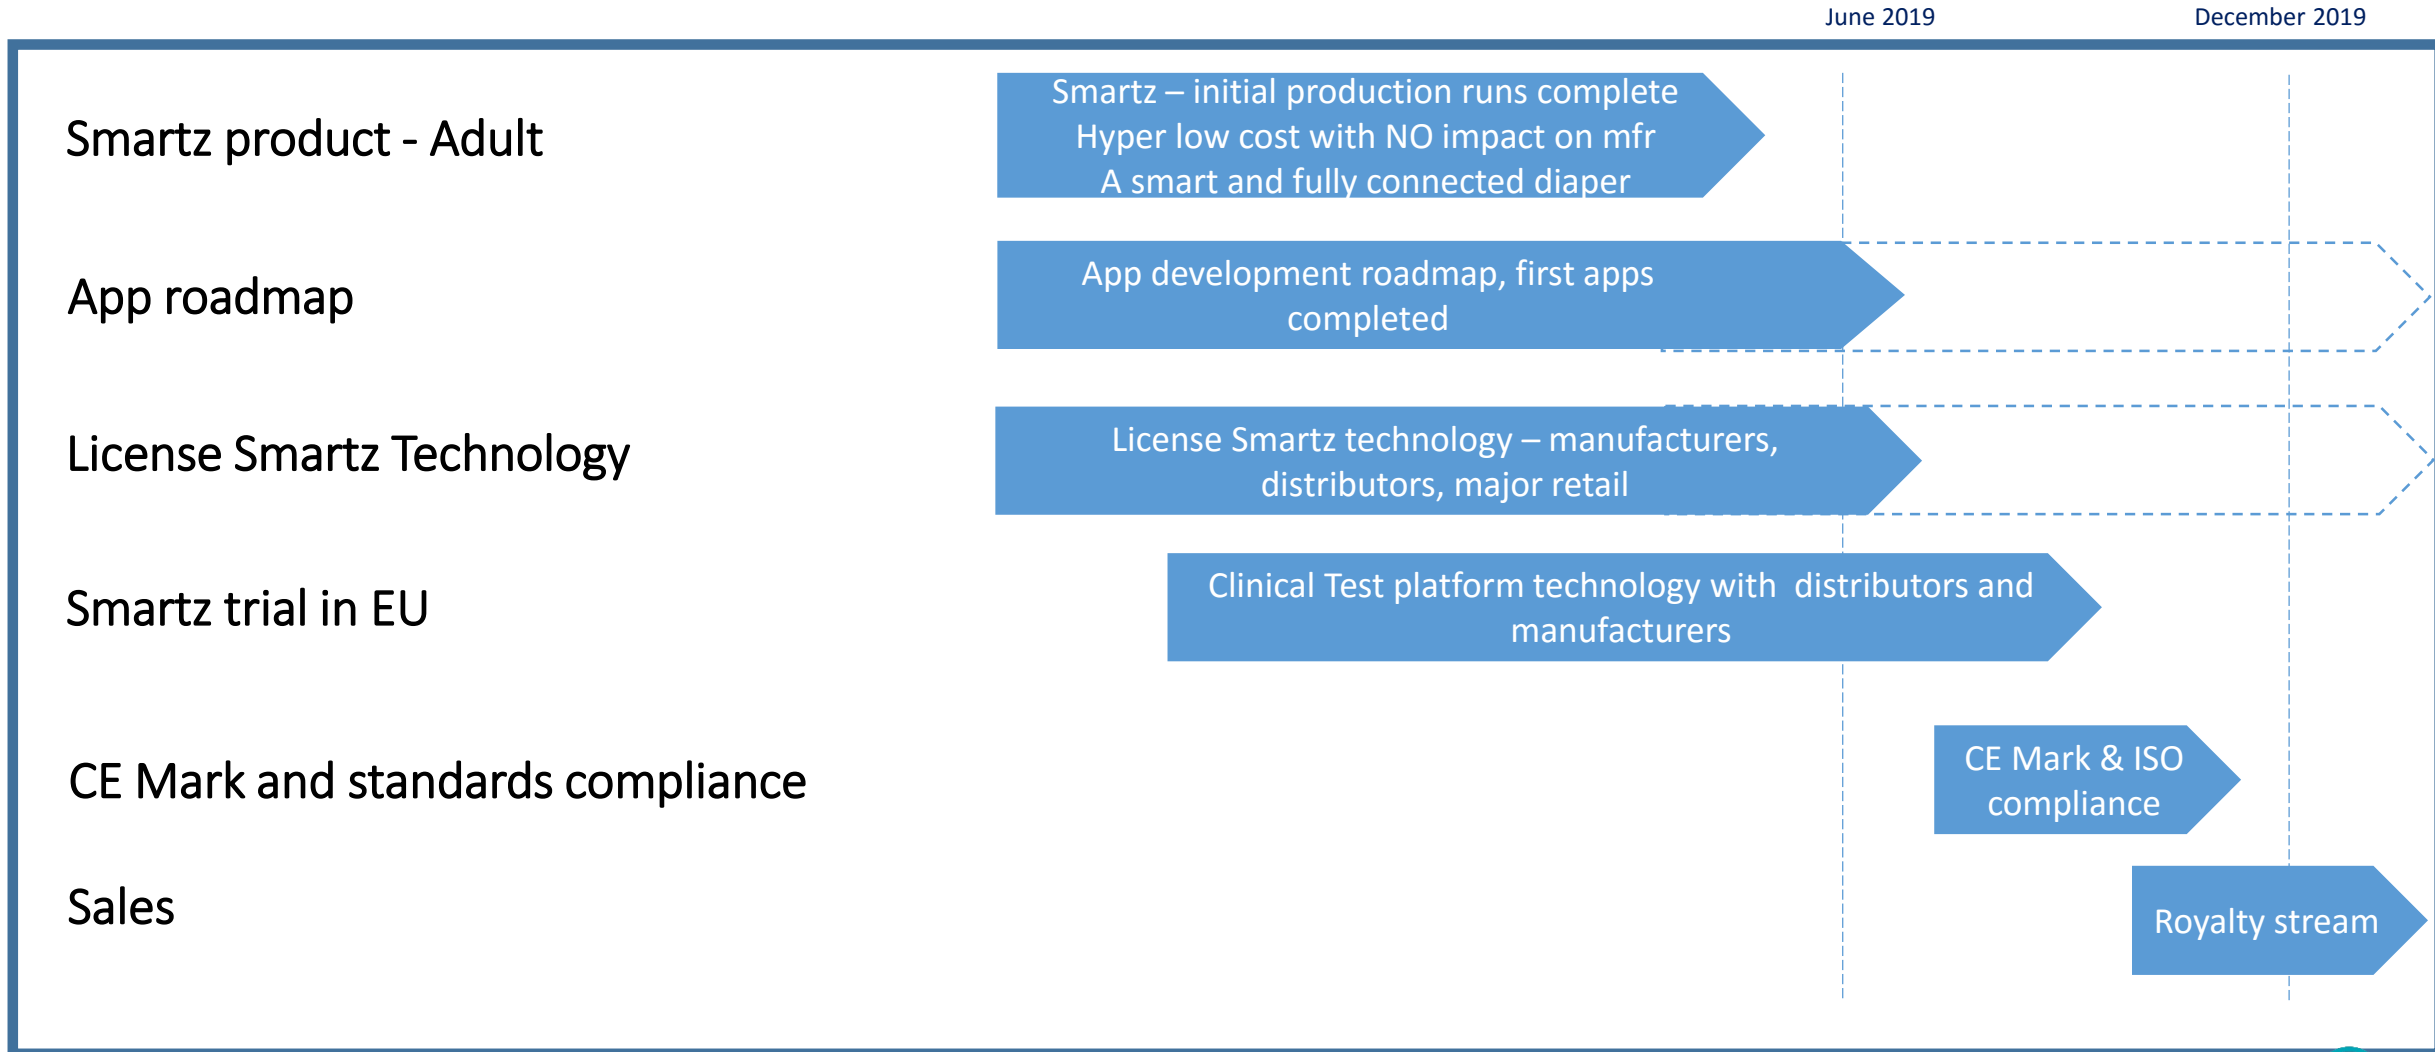 June 2019
December 2019
Smartz product - Adult
Smartz – initial production runs complete
Hyper low cost with NO impact on mfr
A smart and fully connected diaper
App roadmap
App development roadmap, first apps
completed
License Smartz Technology
License Smartz technology – manufacturers,
distributors, major retail
Smartz trial in EU
Clinical Test platform technology with  distributors and
manufacturers
CE Mark and standards compliance
CE Mark & ISO
compliance
Sales
Royalty stream